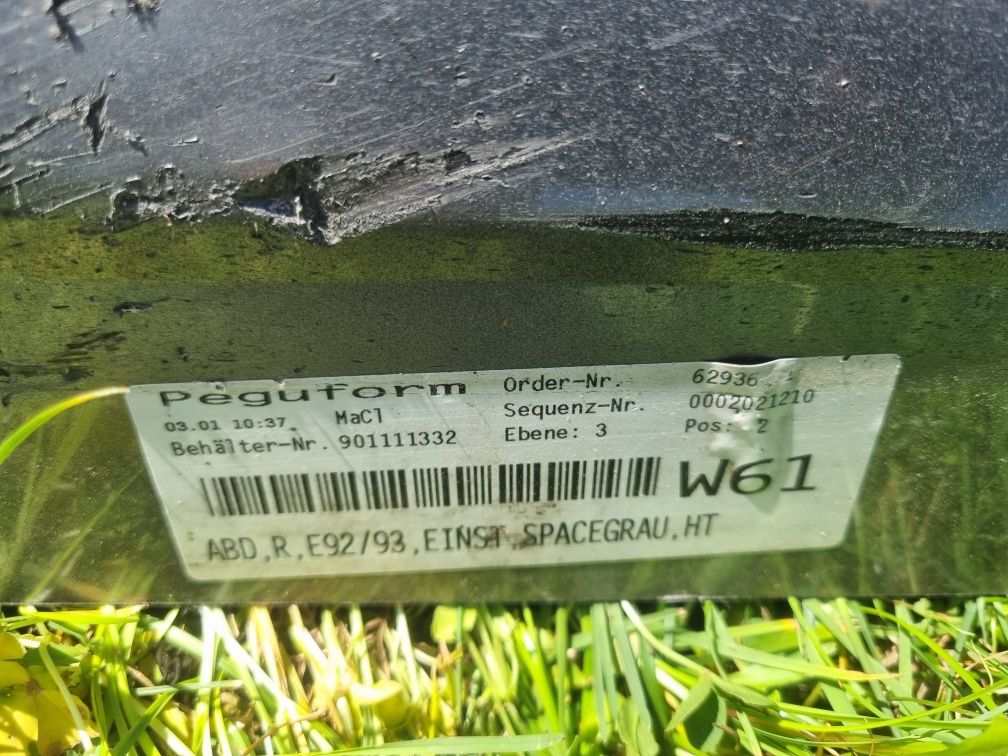 Peguform Order-Nr. 62936
03.01 10:37. MaCl Sequenz-Nr. 0002021210
Behälter-Nr. 901111332 Ebene: 3 Pos: 2
W61
ABD,R,E92/93,EINST.SPACEGRAU,HT